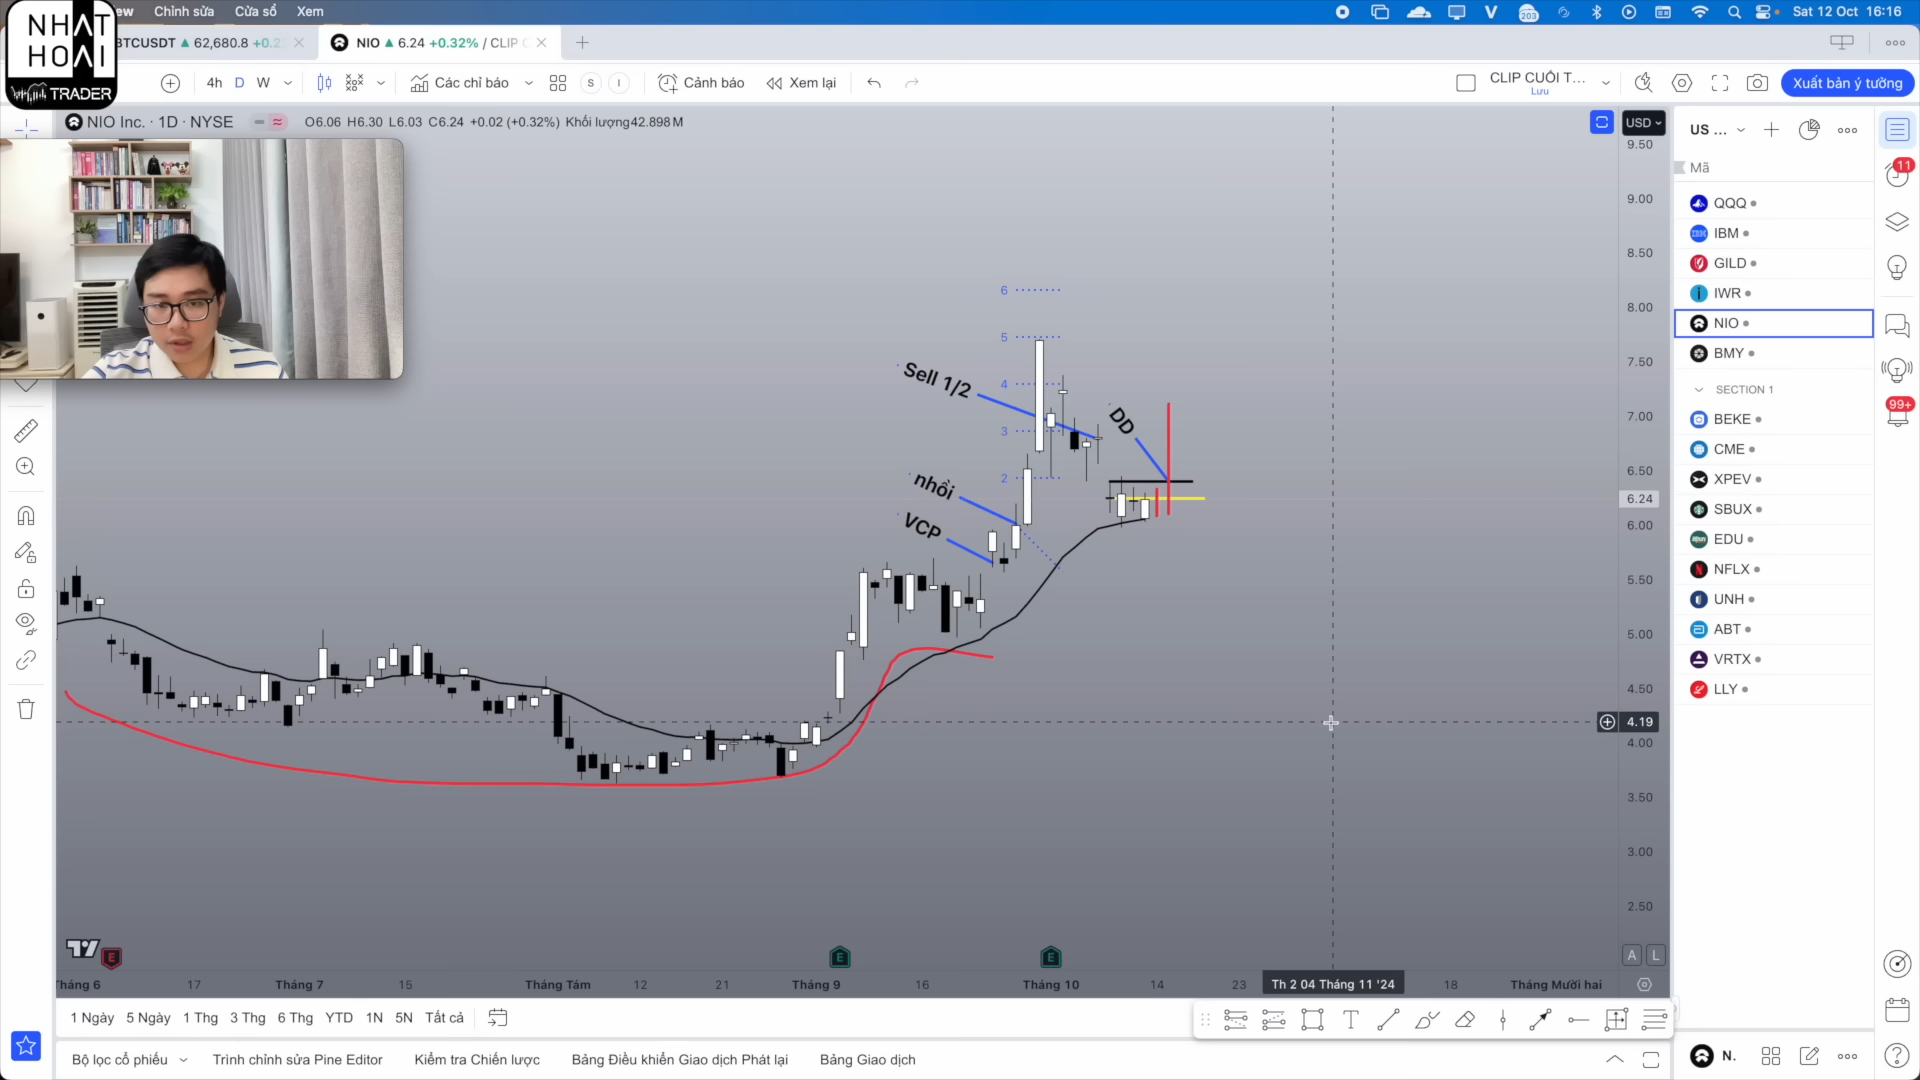 NHAT
HOAI
TRADER
ew Chỉnh sửa Cửa sổ Xem
203
Sat 12 Oct 16:16
BTCUSDT 62,680.8 +0.2
NIO 6.24 +0.32% / CLIP C
4h D W
Các chỉ báo
S I
Cảnh báo
Xem lại
CLIP CUỐI T...
Lưu
Xuất bản ý tưởng
NIO Inc. · 1D · NYSE
O6.06 H6.30 L6.03 C6.24 +0.02 (+0.32%) Khối lượng42.898 M
USD
9.50
9.00
8.50
8.00
7.50
7.00
6.50
6.24
6.00
5.50
5.00
4.50
4.19
4.00
3.50
3.00
2.50
6
5
4
3
2
Sell 1/2
DD
nhồi
VCP
US ...
Mã
QQQ
IBM
GILD
IWR
NIO
BMY
SECTION 1
BEKE
CME
XPEV
SBUX
EDU
NFLX
UNH
ABT
VRTX
LLY
11
99+
E
E
E
A L
háng 6 17 Tháng 7 15 Tháng Tám 12 21 Tháng 9 16 Tháng 10 14 23 Th 2 04 Tháng 11 '24 18 Tháng Mười hai
1 Ngày 5 Ngày 1 Thg 3 Thg 6 Thg YTD 1N 5N Tất cả
T
Bộ lọc cổ phiếu Trình chỉnh sửa Pine Editor Kiểm tra Chiến lược Bảng Điều khiển Giao dịch Phát lại Bảng Giao dịch
N.